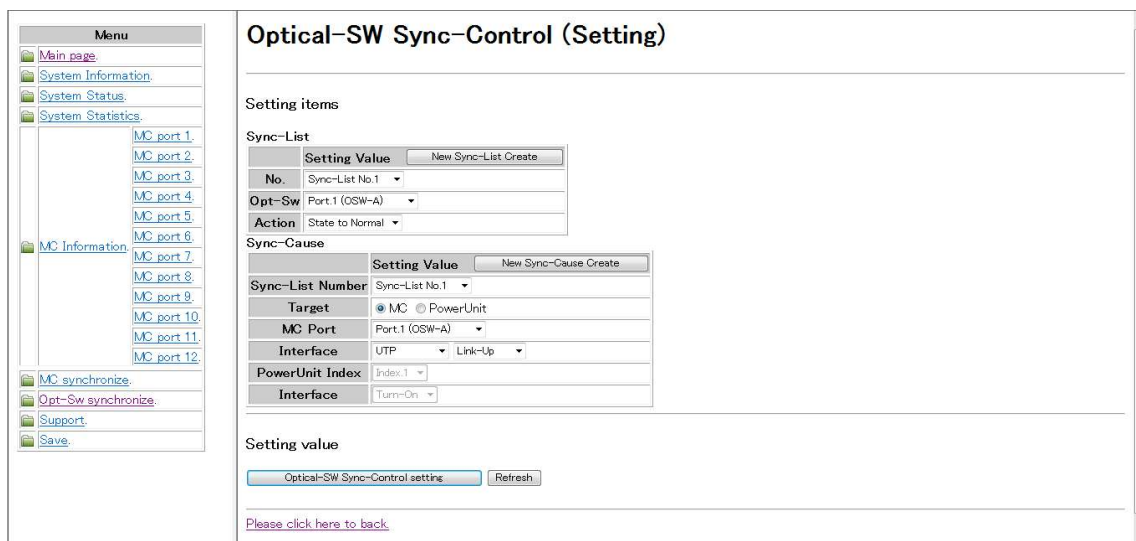 Menu
Main page.
System Information.
System Status.
System Statistics.
MC Information.
MC port 1.
MC port 2.
MC port 3.
MC port 4.
MC port 5.
MC port 6.
MC port 7.
MC port 8.
MC port 9.
MC port 10.
MC port 11.
MC port 12.
MC synchronize.
Opt-Sw synchronize.
Support.
Save.
Optical-SW Sync-Control (Setting)
Setting items
Sync-List
Setting Value New Sync-List Create
No. Sync-List No.1
Opt-Sw Port.1 (OSW-A)
Action State to Normal
Sync-Cause
Setting Value New Sync-Cause Create
Sync-List Number Sync-List No.1
Target MC PowerUnit
MC Port Port.1 (OSW-A)
Interface UTP Link-Up
PowerUnit Index Index.1
Interface Turn-On
Setting value
Optical-SW Sync-Control setting Refresh
Please click here to back.